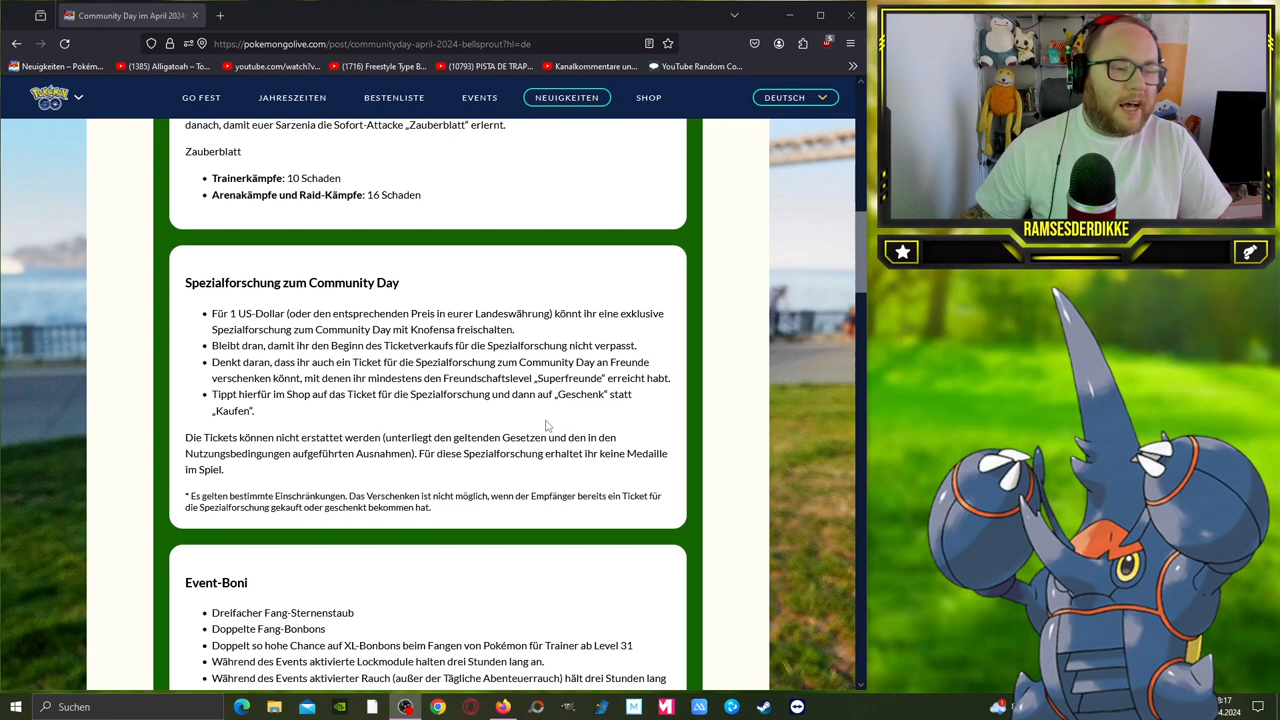 Community Day im April 2024:
https://pokemongolive.com/post/communityday-april-2024-bellsprout?hl=de
5
Neuigkeiten – Pokém...
(1385) Alligatoah – To...
youtube.com/watch?v...
(1716) Freestyle Type B...
(10793) PISTA DE TRAP...
Kanalkommentare un...
YouTube Random Co...
Pokémon GO
GO FEST
JAHRESZEITEN
BESTENLISTE
EVENTS
NEUIGKEITEN
SHOP
DEUTSCH
danach, damit euer Sarzenia die Sofort-Attacke „Zauberblatt“ erlernt.
Zauberblatt
• Trainerkämpfe: 10 Schaden
• Arenakämpfe und Raid-Kämpfe: 16 Schaden
Spezialforschung zum Community Day
• Für 1 US-Dollar (oder den entsprechenden Preis in eurer Landeswährung) könnt ihr eine exklusive
Spezialforschung zum Community Day mit Knofensa freischalten.
• Bleibt dran, damit ihr den Beginn des Ticketverkaufs für die Spezialforschung nicht verpasst.
• Denkt daran, dass ihr auch ein Ticket für die Spezialforschung zum Community Day an Freunde
verschenken könnt, mit denen ihr mindestens den Freundschaftslevel „Superfreunde“ erreicht habt.
• Tippt hierfür im Shop auf das Ticket für die Spezialforschung und dann auf „Geschenk“ statt
„Kaufen“.
Die Tickets können nicht erstattet werden (unterliegt den geltenden Gesetzen und den in den
Nutzungsbedingungen aufgeführten Ausnahmen). Für diese Spezialforschung erhaltet ihr keine Medaille
im Spiel.
* Es gelten bestimmte Einschränkungen. Das Verschenken ist nicht möglich, wenn der Empfänger bereits ein Ticket für
die Spezialforschung gekauft oder geschenkt bekommen hat.
Event-Boni
• Dreifacher Fang-Sternenstaub
• Doppelte Fang-Bonbons
• Doppelt so hohe Chance auf XL-Bonbons beim Fangen von Pokémon für Trainer ab Level 31
• Während des Events aktivierte Lockmodule halten drei Stunden lang an.
• Während des Events aktivierter Rauch (außer der Tägliche Abenteuerrauch) hält drei Stunden lang
RAMSESDERDIKKE
Suchen
1
:17
.2024